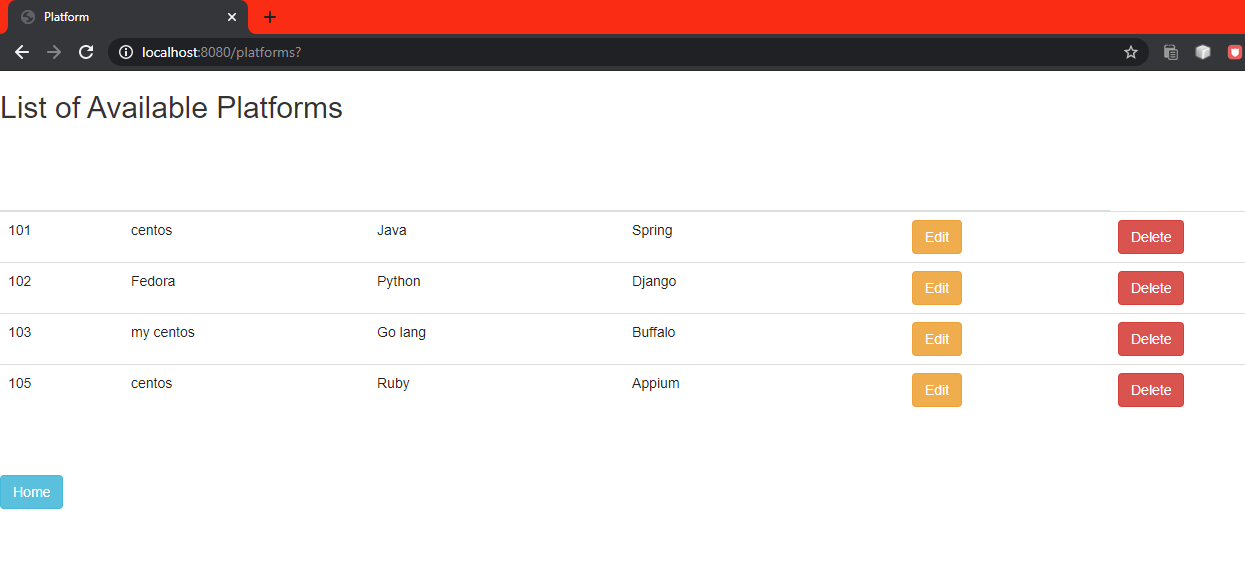 Platform
localhost:8080/platforms?
List of Available Platforms
101 centos Java Spring Edit Delete
102 Fedora Python Django Edit Delete
103 my centos Go lang Buffalo Edit Delete
105 centos Ruby Appium Edit Delete
Home